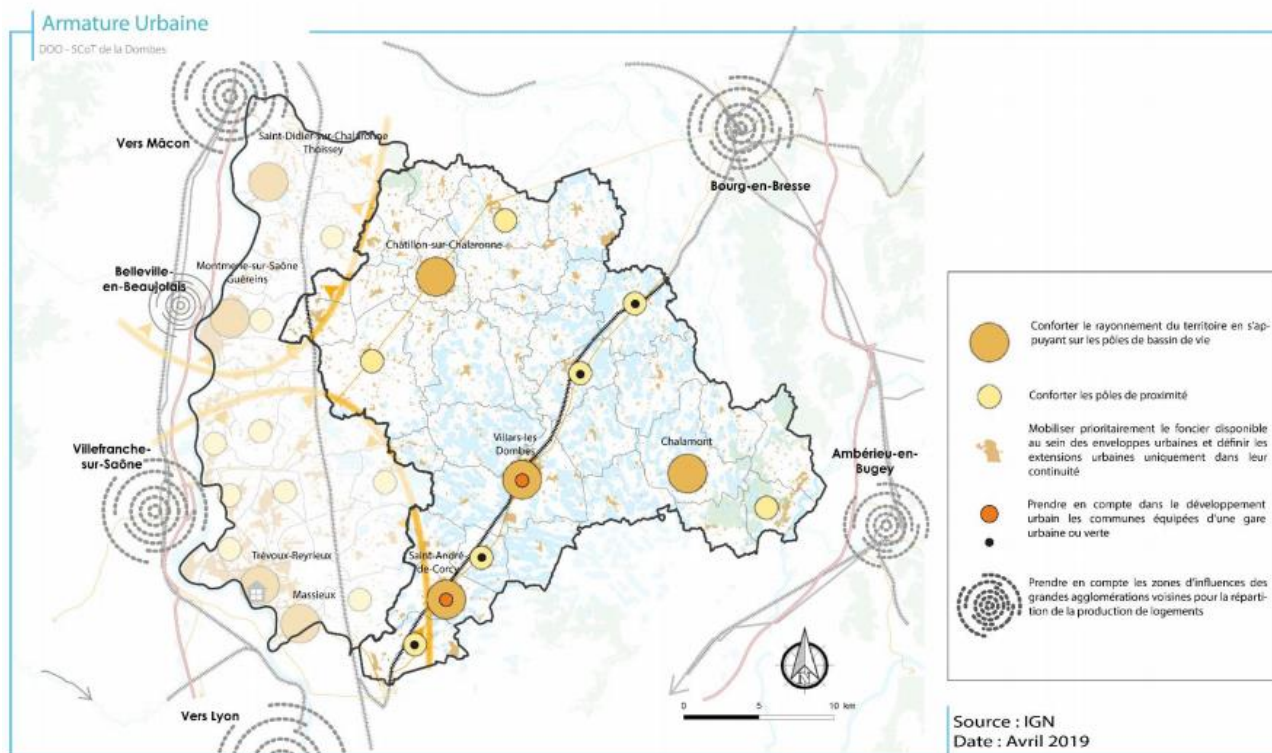 Armature Urbaine
DOO - SCoT de la Dombes
Vers Mâcon
Saint-Didier-sur-Chalaronne
Thoissey
Bourg-en-Bresse
Châtillon-sur-Chalaronne
Belleville-
en-Beaujolais
Montmerle-sur-Saône
Guéreins
Villefranche-
sur-Saône
Villars-les
Dombes
Chalamont
Ambérieu-en-
Bugey
Trévoux-Reyrieux
Saint-André-
de-Corcy
Massieux
Vers Lyon
N
0 5 10 km
Conforter le rayonnement du territoire en s'ap-
puyant sur les pôles de bassin de vie
Conforter les pôles de proximité
Mobiliser prioritairement le foncier disponible
au sein des enveloppes urbaines et définir les
extensions urbaines uniquement dans leur
continuité
Prendre en compte dans le développement
urbain les communes équipées d'une gare
urbaine ou verte
Prendre en compte les zones d'influences des
grandes agglomérations voisines pour la réparti-
tion de la production de logements
Source : IGN
Date : Avril 2019